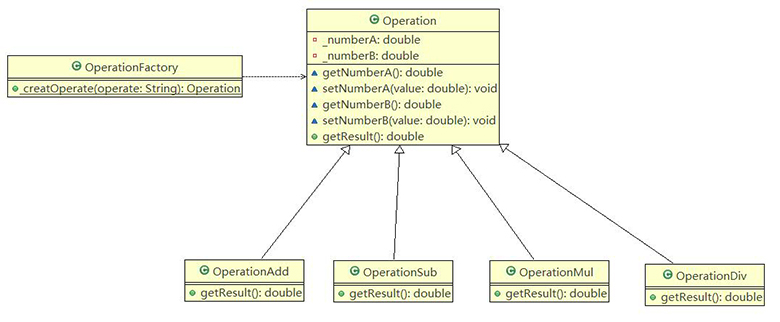 Operation
_numberA: double
_numberB: double
getNumberA(): double
setNumberA(value: double): void
getNumberB(): double
setNumberB(value: double): void
getResult(): double
OperationFactory
_creatOperate(operate: String): Operation
OperationAdd
getResult(): double
OperationSub
getResult(): double
OperationMul
getResult(): double
OperationDiv
getResult(): double